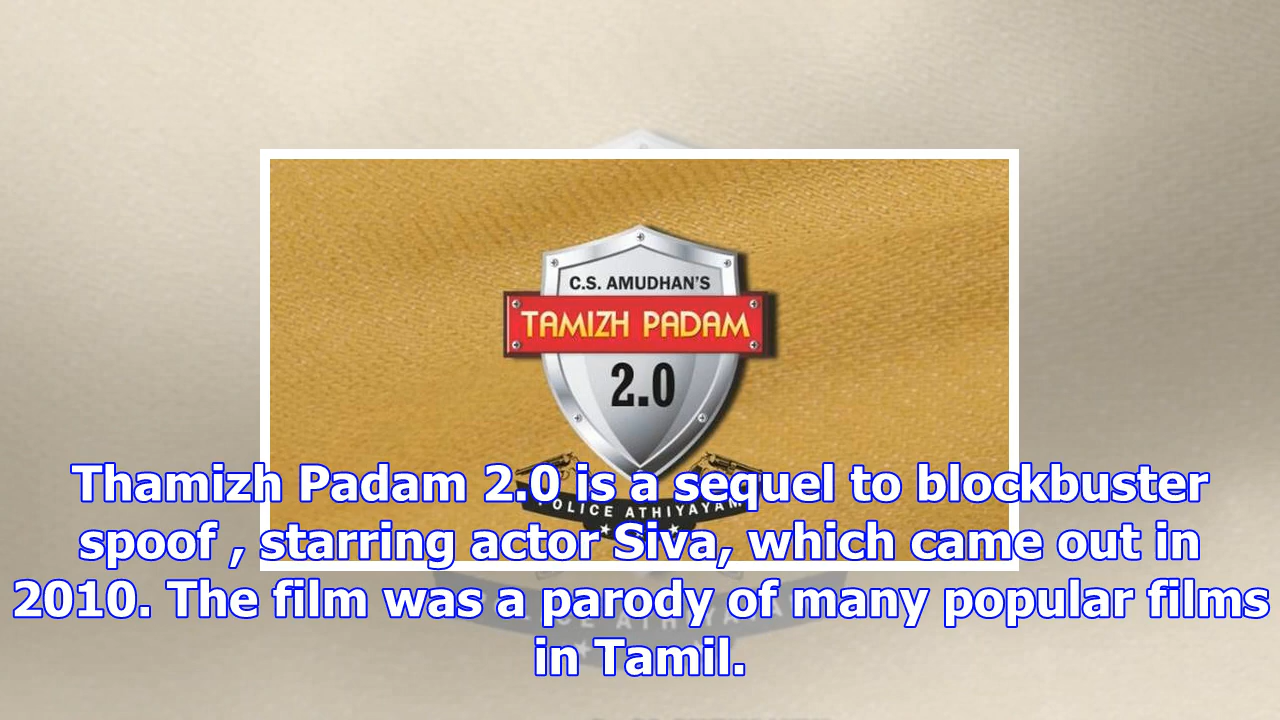 C.S. AMUDHAN'S
TAMIZH PADAM
2.0
POLICE ATHIYAYAM
Thamizh Padam 2.0 is a sequel to blockbuster
spoof , starring actor Siva, which came out in
2010. The film was a parody of many popular films
in Tamil.